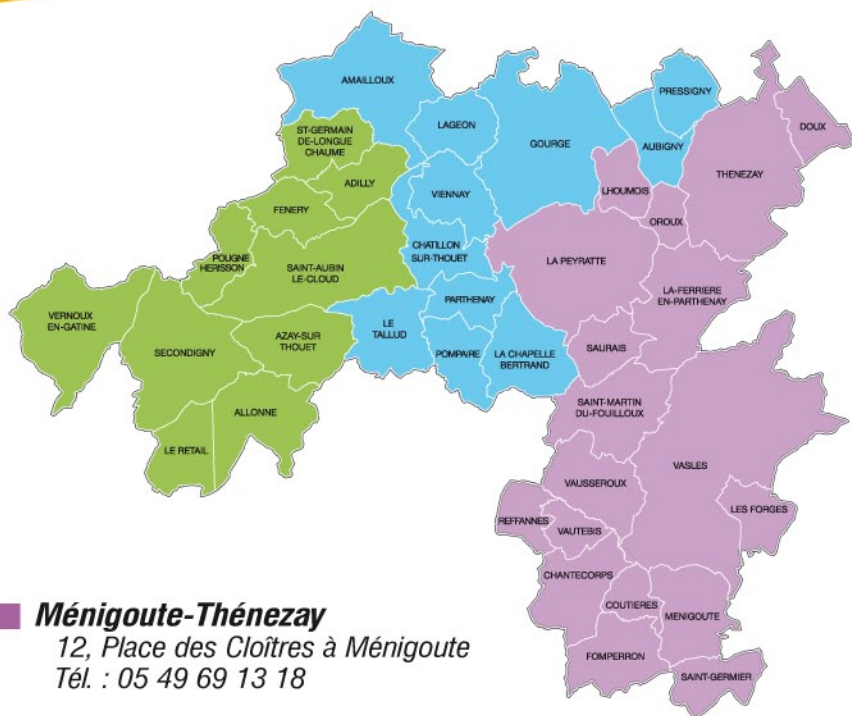 AMAILLOUX
PRESSIGNY
LAGEON
DOUX
ST-GERMAIN
DE-LONGUE
CHAUME
GOURGE
AUBIGNY
THENEZAY
ADILLY
VIENNAY
LHOUMOIS
FENERY
OROUX
CHATILLON
SUR-THOUET
POUGNE
HERISSON
SAINT-AUBIN
LE-CLOUD
LA PEYRATTE
LA-FERRIERE
EN-PARTHENAY
PARTHENAY
VERNOUX
EN-GATINE
LE
TALLUD
AZAY-SUR
THOUET
SECONDIGNY
POMPAIRE
LA CHAPELLE
BERTRAND
SAURAIS
SAINT-MARTIN
DU-FOUILLOUX
ALLONNE
LE RETAIL
VASLES
VAUSSEROUX
LES FORGES
REFFANNES
VAUTEBIS
CHANTECORPS
COUTIERES
MENIGOUTE
FOMPERRON
SAINT-GERMIER
Ménigoute-Thénezay
12, Place des Cloîtres à Ménigoute
Tél. : 05 49 69 13 18